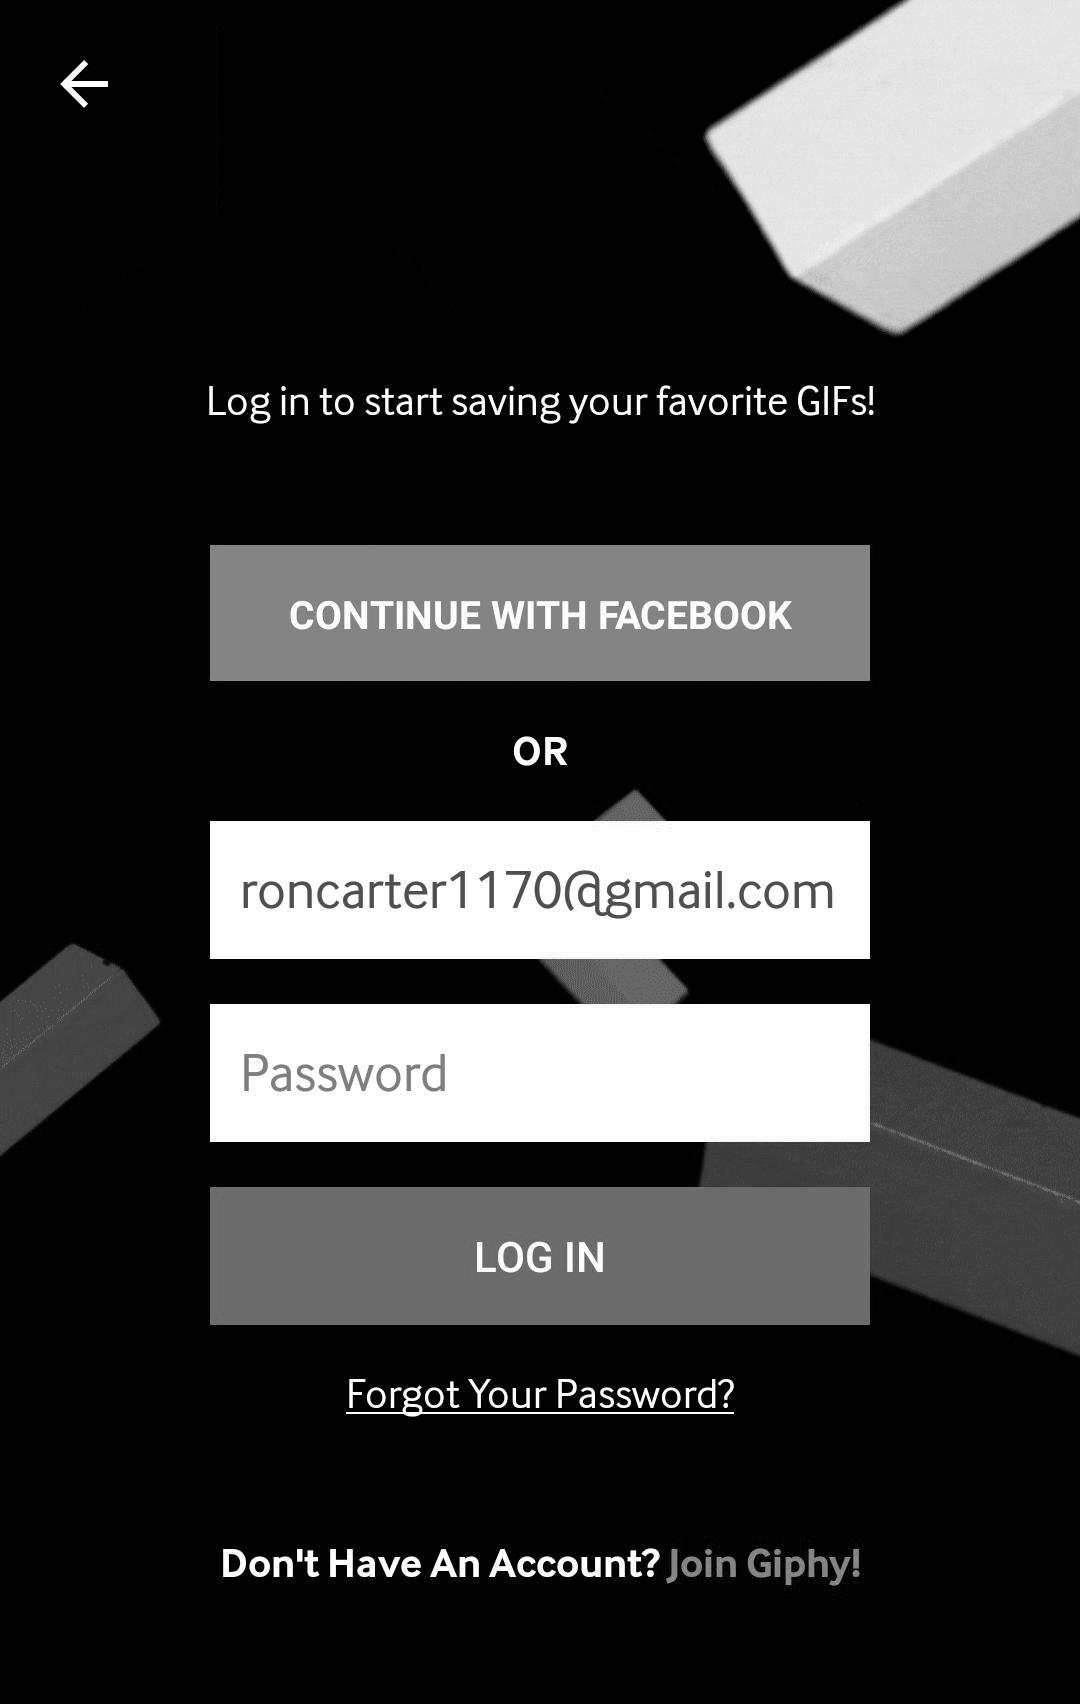 Log in to start saving your favorite GIFs!
CONTINUE WITH FACEBOOK
OR
roncarter1170@gmail.com
Password
LOG IN
Forgot Your Password?
Don't Have An Account? Join Giphy!